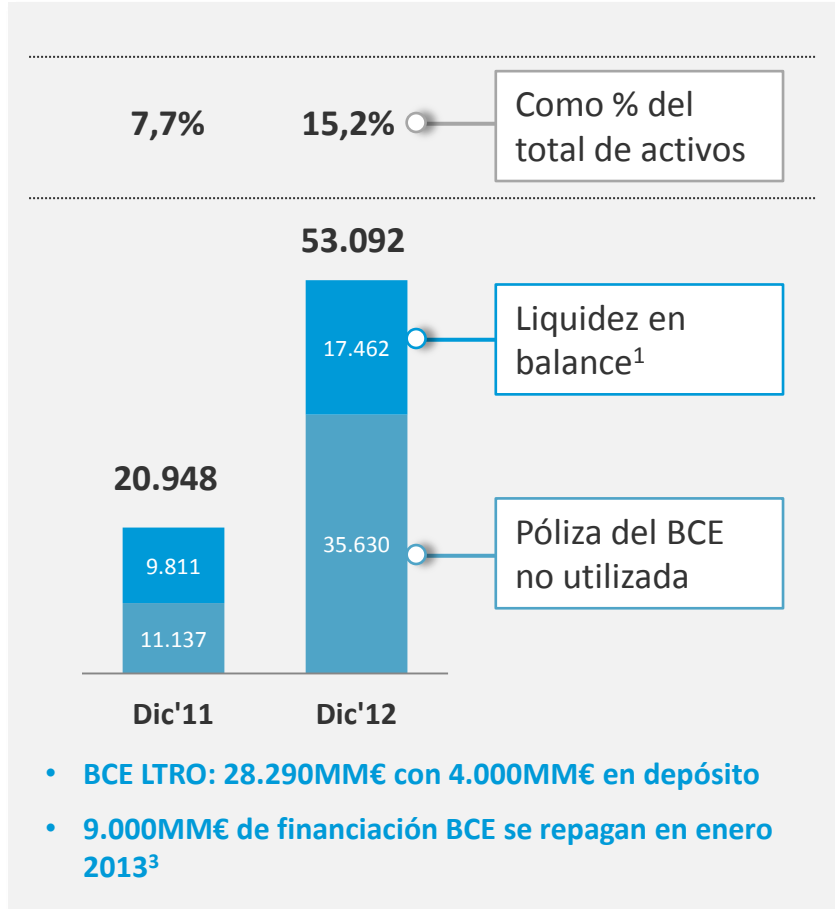 7,7%
15,2%
Como % del
total de activos
53.092
17.462
Liquidez en
balance¹
20.948
9.811
35.630
Póliza del BCE
no utilizada
11.137
Dic'11
Dic'12
• BCE LTRO: 28.290MM€ con 4.000MM€ en depósito
• 9.000MM€ de financiación BCE se repagan en enero
2013³